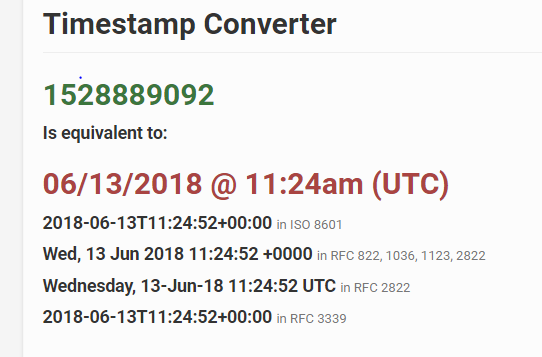 Timestamp Converter
1528889092
Is equivalent to:
06/13/2018 @ 11:24am (UTC)
2018-06-13T11:24:52+00:00 in ISO 8601
Wed, 13 Jun 2018 11:24:52 +0000 in RFC 822, 1036, 1123, 2822
Wednesday, 13-Jun-18 11:24:52 UTC in RFC 2822
2018-06-13T11:24:52+00:00 in RFC 3339